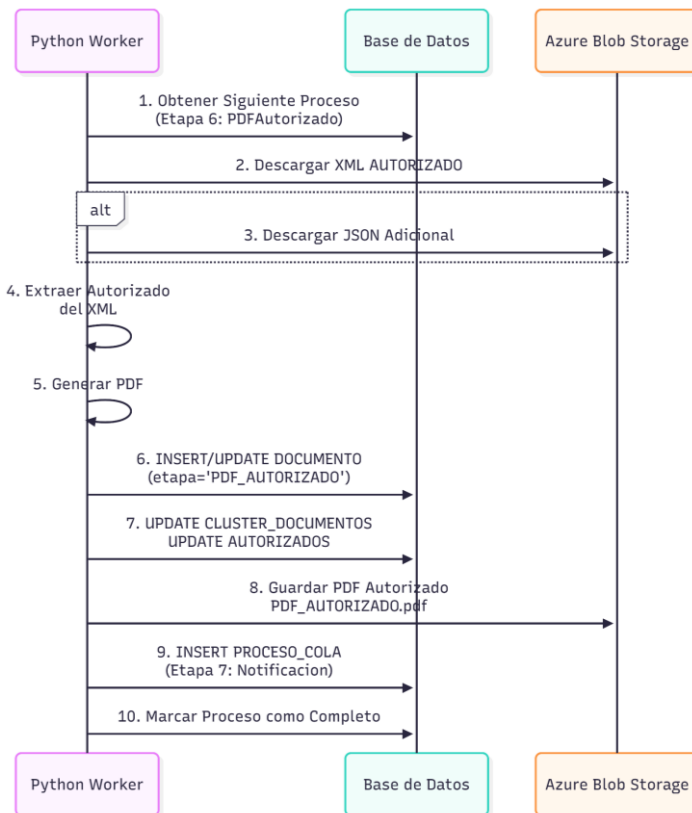 Python Worker
Base de Datos
Azure Blob Storage
1. Obtener Siguiente Proceso
(Etapa 6: PDFAutorizado)
2. Descargar XML AUTORIZADO
alt
3. Descargar JSON Adicional
4. Extraer Autorizado
del XML
5. Generar PDF
6. INSERT/UPDATE DOCUMENTO
(etapa='PDF_AUTORIZADO')
7. UPDATE CLUSTER_DOCUMENTOS
UPDATE AUTORIZADOS
8. Guardar PDF Autorizado
PDF_AUTORIZADO.pdf
9. INSERT PROCESO_COLA
(Etapa 7: Notificacion)
10. Marcar Proceso como Completo
Python Worker
Base de Datos
Azure Blob Storage